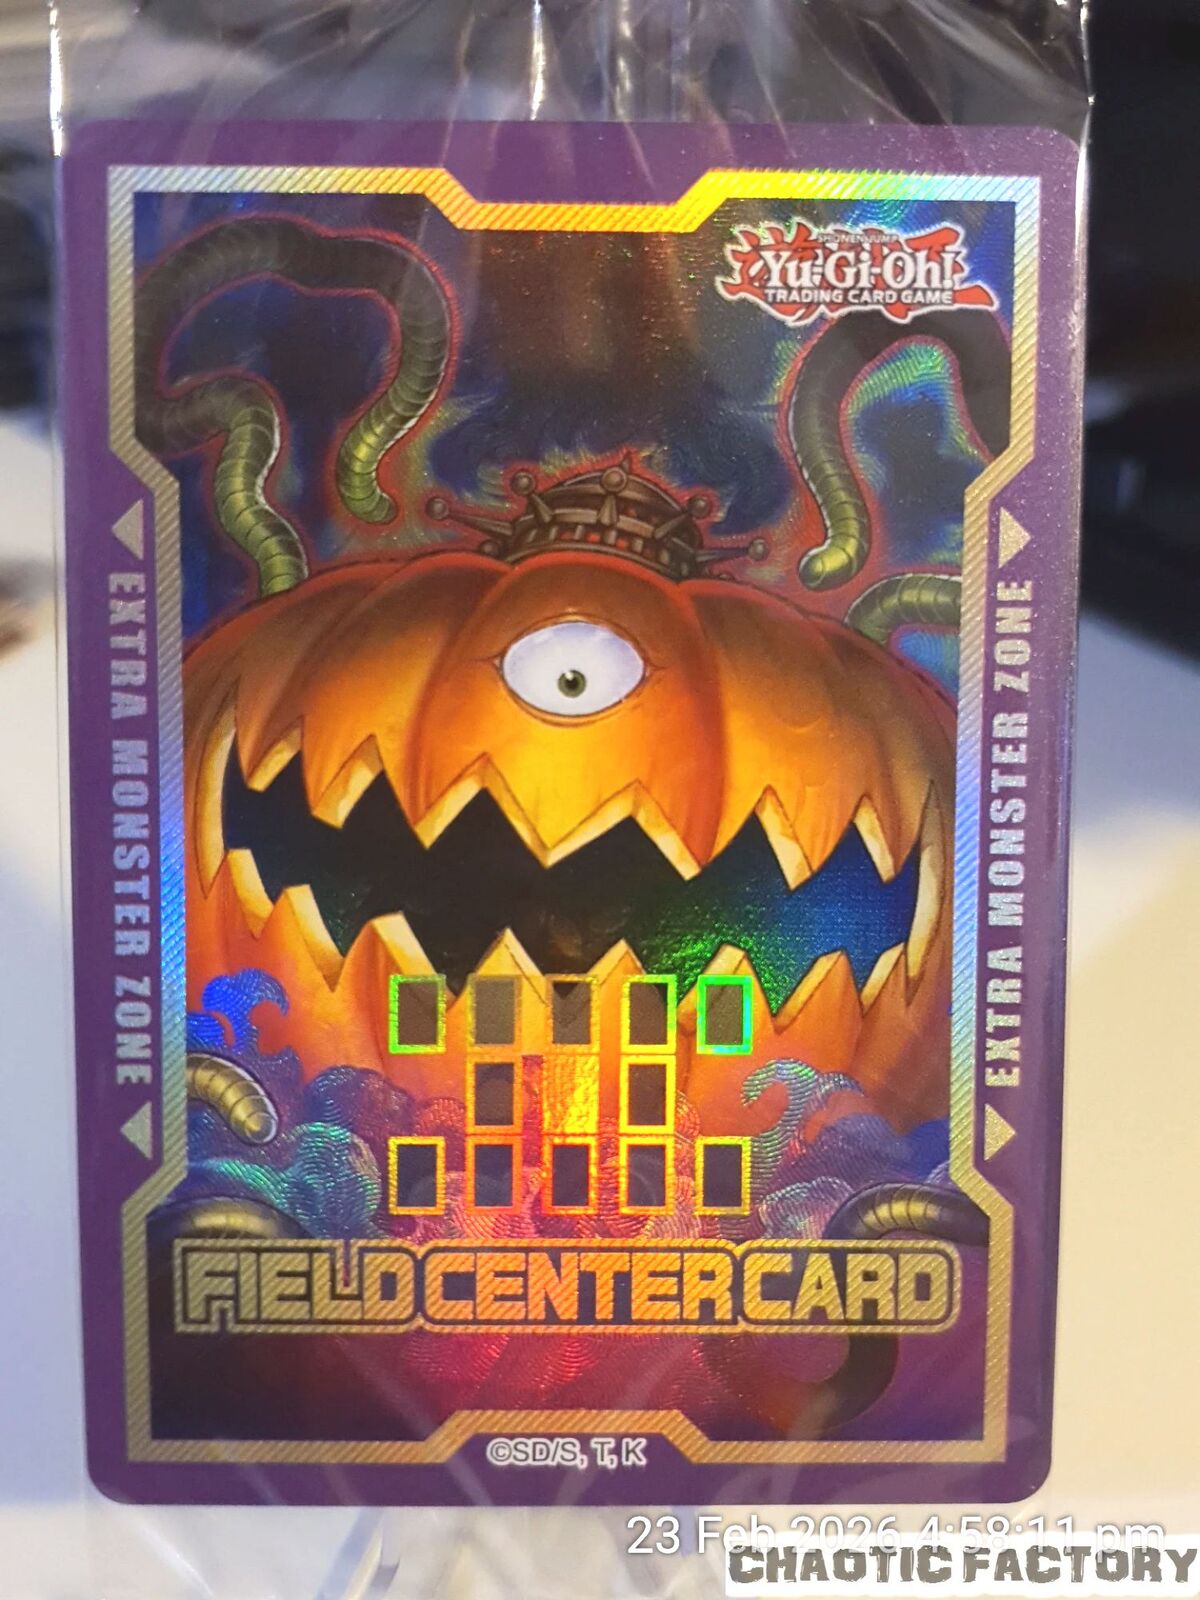 SHONEN JUMP
Yu-Gi-Oh!
TRADING CARD GAME
EXTRA MONSTER ZONE
EXTRA MONSTER ZONE
FIELD CENTER CARD
©SD/S, T, K
23 Feb 2026 4:58:11 pm
CHAOTIC FACTORY